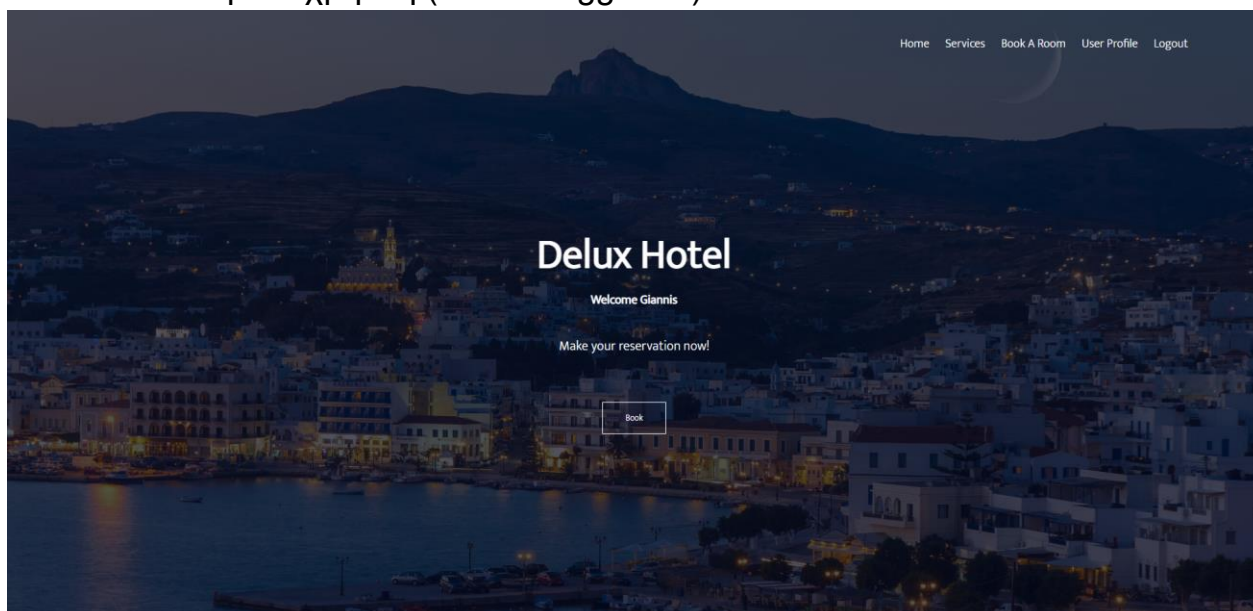 Home Services Book A Room User Profile Logout
Delux Hotel
Welcome Giannis
Make your reservation now!
Book